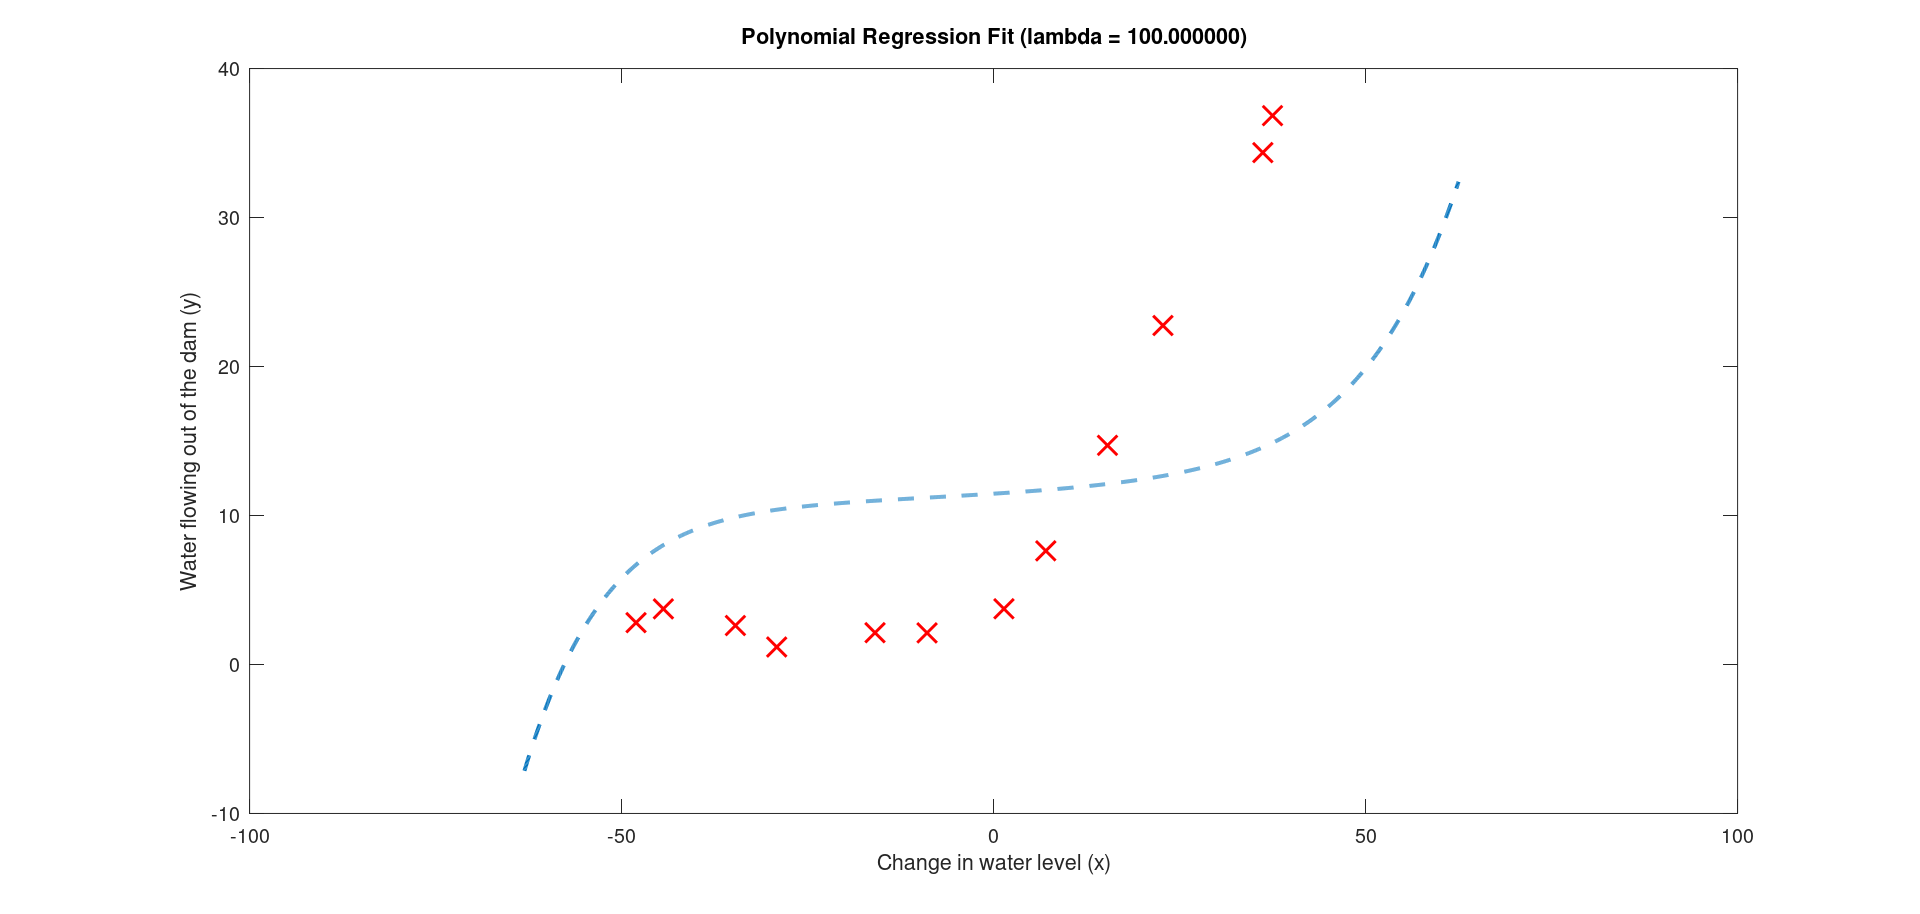 Polynomial Regression Fit (lambda = 100.000000)
40
30
20
10
0
-10
Water flowing out of the dam (y)
-100 -50 0 50 100
Change in water level (x)